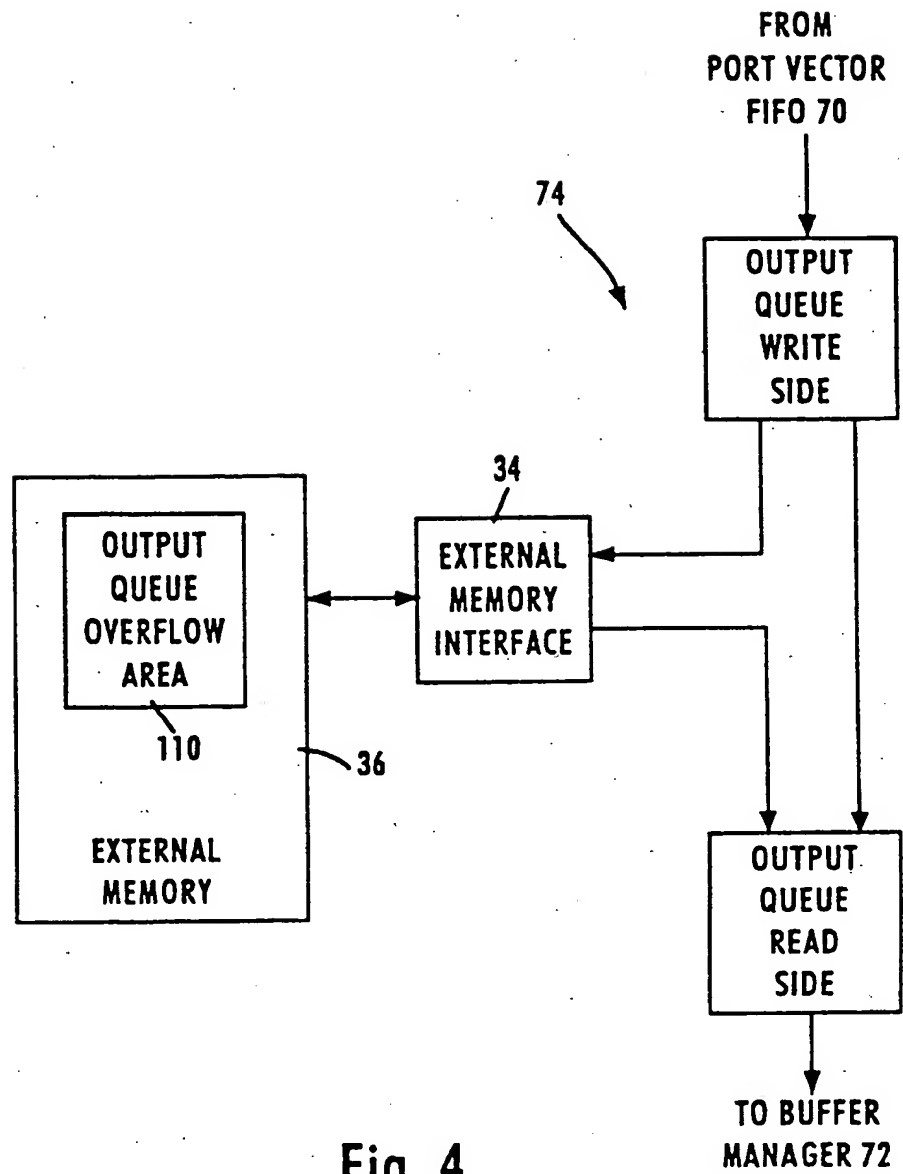 FROM
PORT VECTOR
FIFO 70
74
OUTPUT
QUEUE
WRITE
SIDE
34
EXTERNAL
MEMORY
INTERFACE
OUTPUT
QUEUE
OVERFLOW
AREA
110
36
EXTERNAL
MEMORY
OUTPUT
QUEUE
READ
SIDE
TO BUFFER
MANAGER 72
Fig. 4